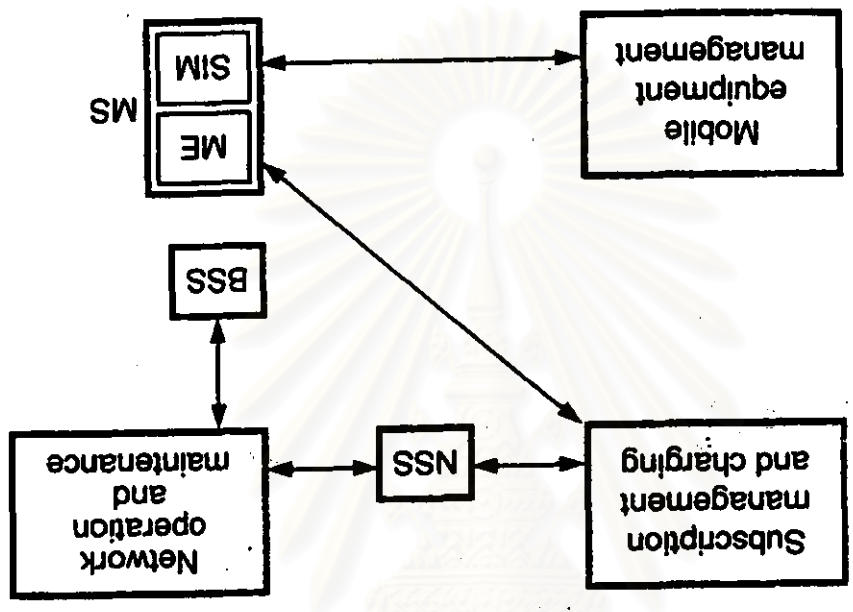 Subscription
management
and charging
NSS
Network
operation
and
maintenance
BSS
Mobile
equipment
management
ME
SIM
MS